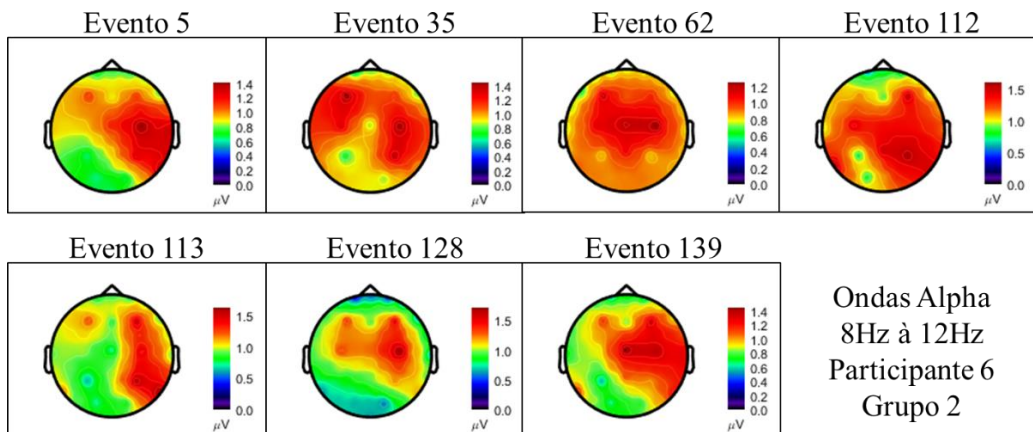 Evento 5
Evento 35
Evento 62
Evento 112
1.4
1.2
1.0
0.8
0.6
0.4
0.2
0.0
µV
1.4
1.2
1.0
0.8
0.6
0.4
0.2
0.0
µV
1.2
1.0
0.8
0.6
0.4
0.2
0.0
µV
1.5
1.0
0.5
0.0
µV
Evento 113
Evento 128
Evento 139
1.5
1.0
0.5
0.0
µV
1.5
1.0
0.5
0.0
µV
1.4
1.2
1.0
0.8
0.6
0.4
0.2
0.0
µV
Ondas Alpha
8Hz à 12Hz
Participante 6
Grupo 2